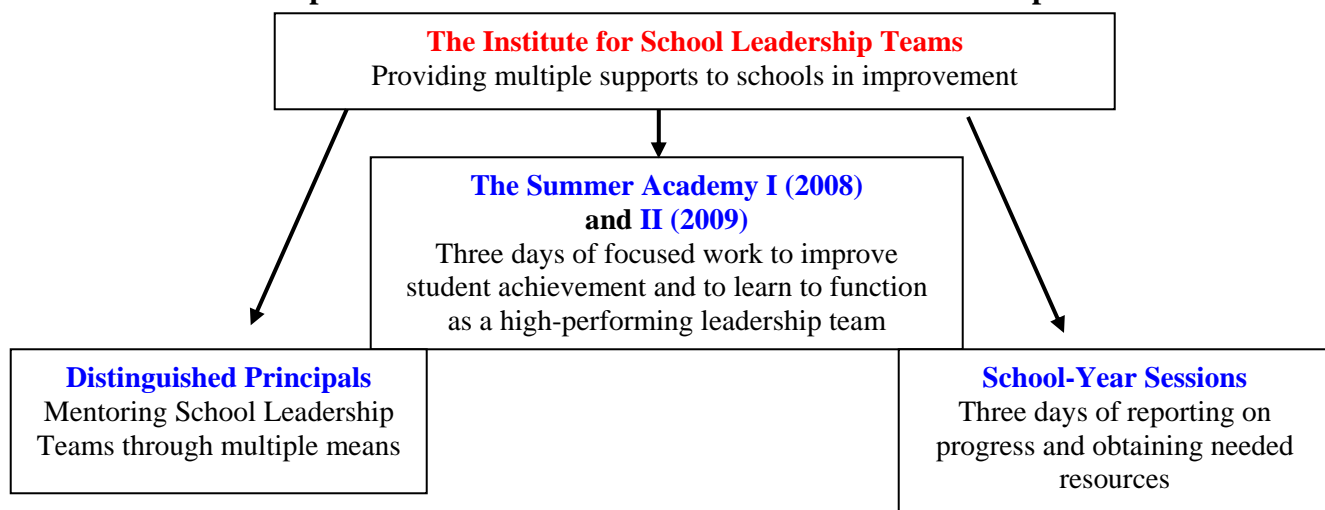 The Institute for School Leadership Teams
Providing multiple supports to schools in improvement
The Summer Academy I (2008)
and II (2009)
Three days of focused work to improve
student achievement and to learn to function
as a high-performing leadership team
Distinguished Principals
Mentoring School Leadership
Teams through multiple means
School-Year Sessions
Three days of reporting on
progress and obtaining needed
resources